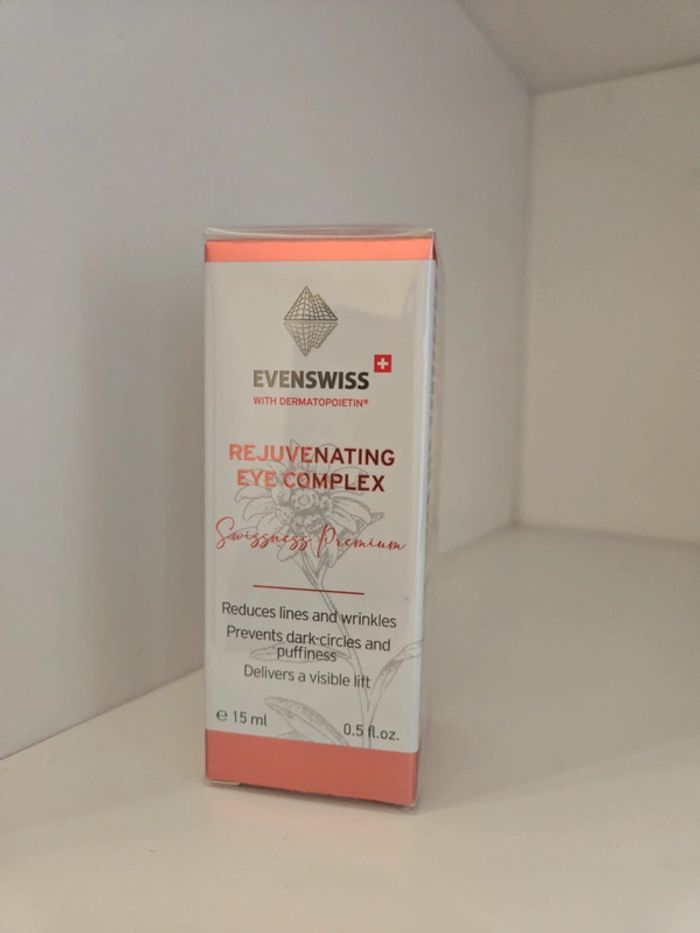 EVENSWISS
WITH DERMATOPOIETIN®
REJUVENATING
EYE COMPLEX
Swissness Premium
Reduces lines and wrinkles
Prevents dark-circles and
puffiness
Delivers a visible lift
℮ 15 ml 0.5 fl.oz.